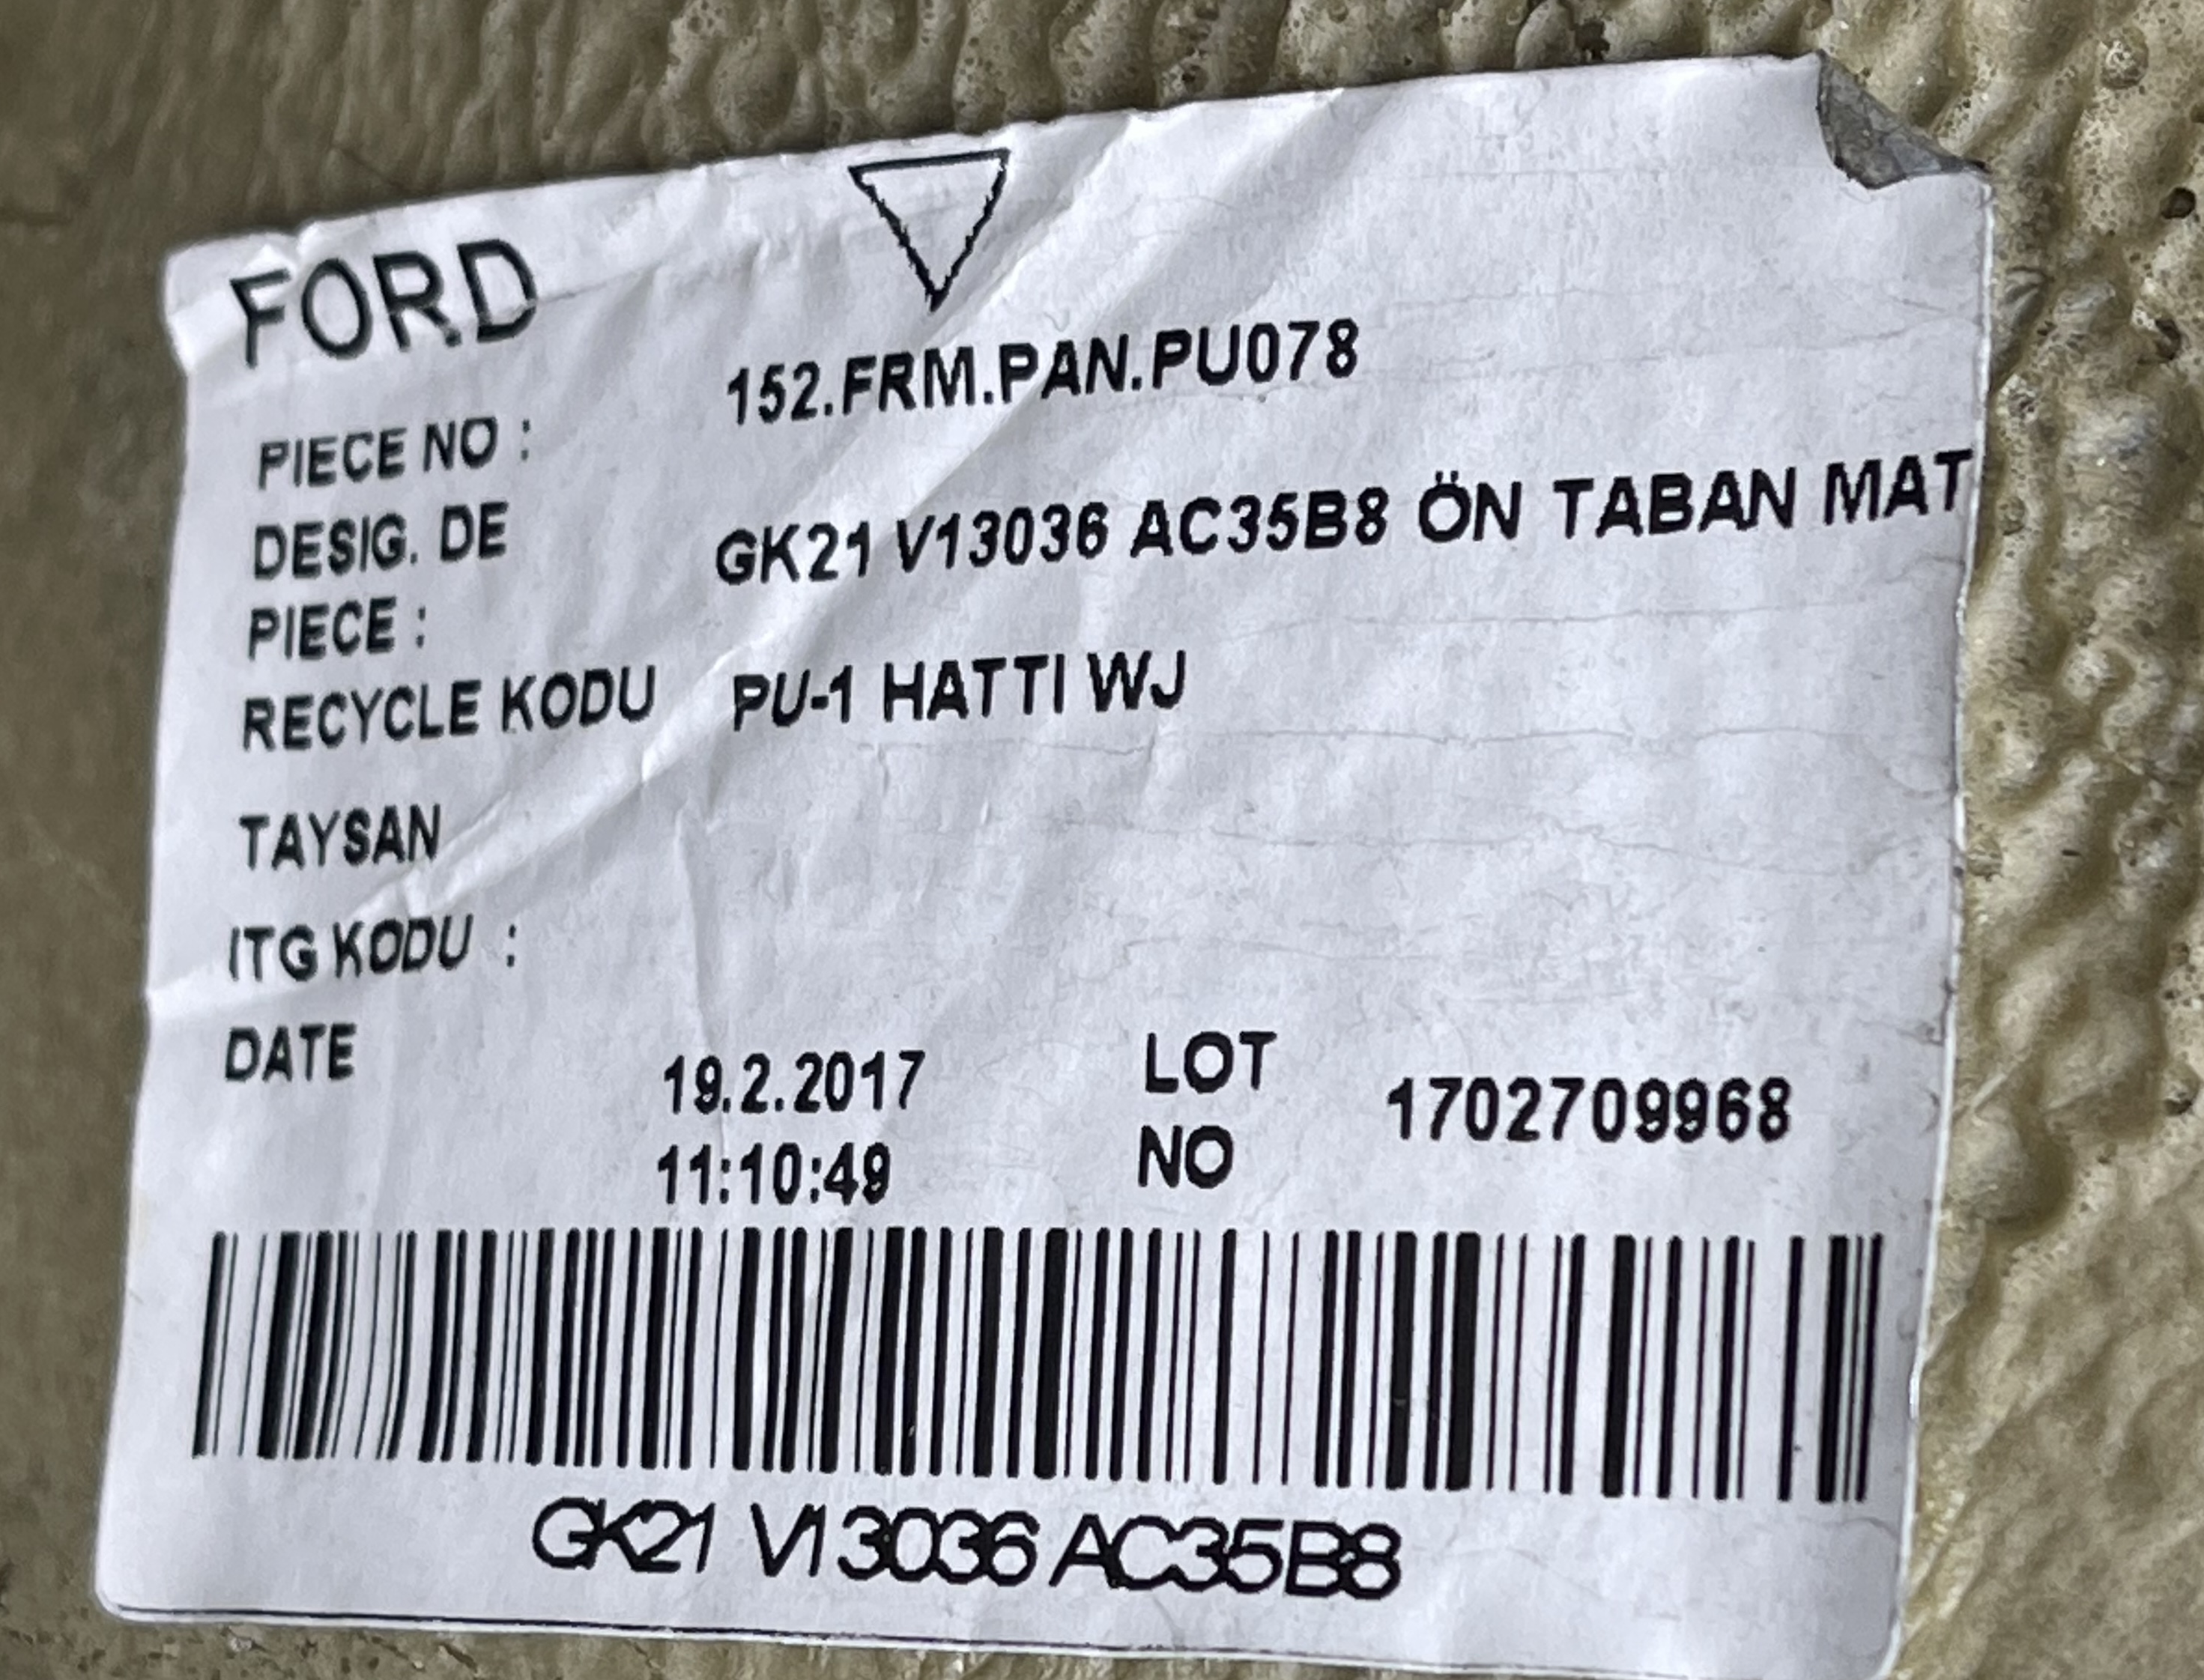 FORD
PIECE NO : 152.FRM.PAN.PU078
DESIG. DE GK21 V13036 AC35B8 ÖN TABAN MAT
PIECE :
RECYCLE KODU PU-1 HATTI WJ
TAYSAN
ITG KODU :
DATE 19.2.2017 LOT 1702709968
11:10:49 NO
GK21 V13036 AC35B8